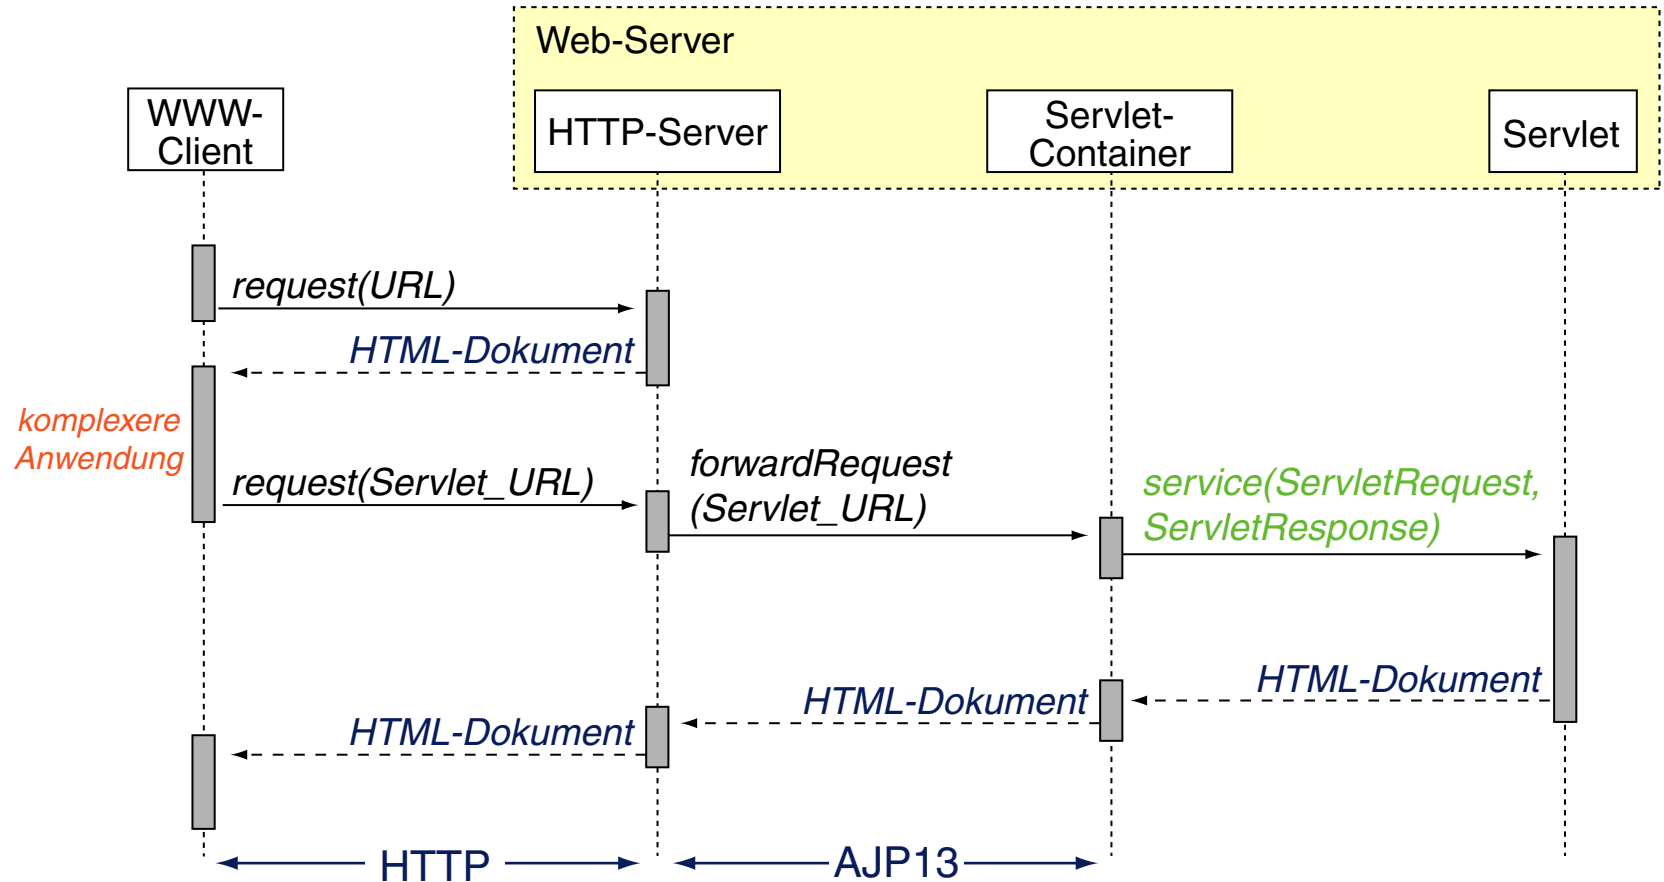 Web-Server
WWW-
Client
HTTP-Server
Servlet-
Container
Servlet
request(URL)
HTML-Dokument
komplexere
Anwendung
request(Servlet_URL)
forwardRequest
(Servlet_URL)
service(ServletRequest,
ServletResponse)
HTML-Dokument
HTML-Dokument
HTML-Dokument
HTTP
AJP13